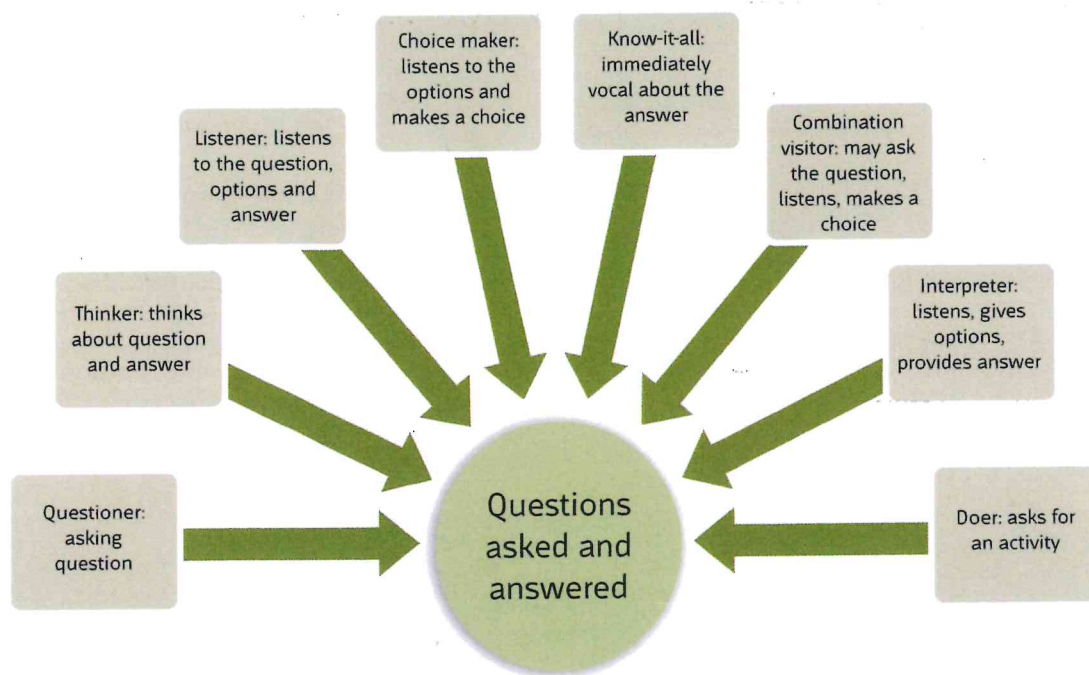 Questioner:
asking
question
Thinker: thinks
about question
and answer
Listener: listens
to the question,
options and
answer
Choice maker:
listens to the
options and
makes a choice
Know-it-all:
immediately
vocal about the
answer
Combination
visitor: may ask
the question,
listens, makes a
choice
Interpreter:
listens, gives
options,
provides answer
Doer: asks for
an activity
Questions
asked and
answered